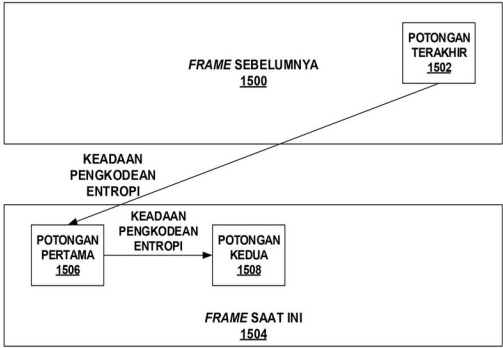 FRAME SEBELUMNYA
1500
POTONGAN
TERAKHIR
1502
KEADAAN
PENGKODEAN
ENTROPI
POTONGAN
PERTAMA
1506
KEADAAN
PENGKODEAN
ENTROPI
POTONGAN
KEDUA
1508
FRAME SAAT INI
1504